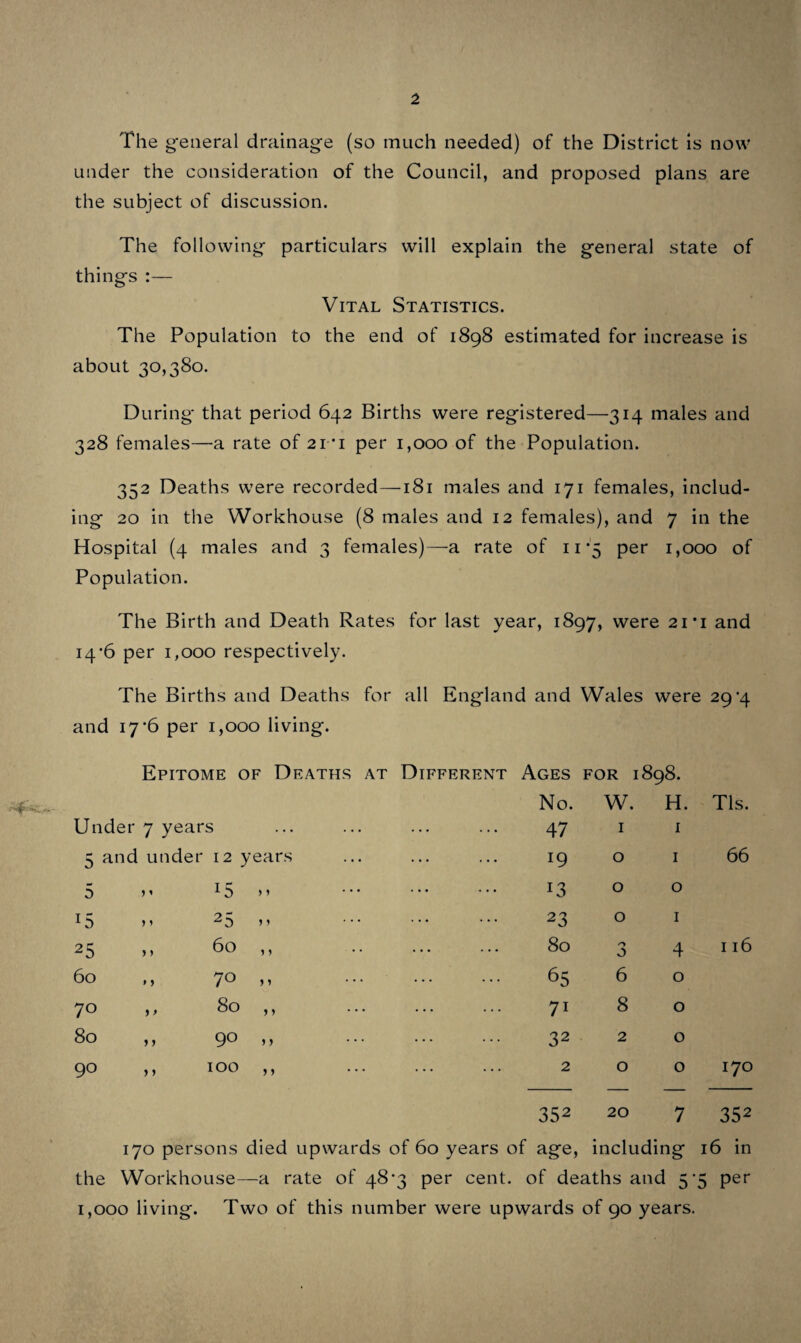 2
The general drainage (so much needed) of the District is now
under the consideration of the Council, and proposed plans are
the subject of discussion.
The following particulars will explain the general state of
things :—
Vital Statistics.
The Population to the end of 1898 estimated for increase is
about 30,380.
During that period 642 Births were registered—314 males and
328 females—a rate of 21·1 per 1,000 of the Population.
352 Deaths were recorded—181 males and 171 females, includ-
ing 20 in the Workhouse (8 males and 12 females), and 7 in the
Hospital (4 males and 3 females)—a rate of 11·5 per 1,000 of
Population.
The Birth and Death Rates for last year, 1897, were 21·1 and
14·6 per 1,000 respectively.
The Births and Deaths for all England and Wales were 29·4
and 17·6 per 1,000 living.
Epitome of Deaths at Different Ages for 1898.
No. W. H. Tls.
Under 7 years ... ... ... ... 47 1 1
5 and under 12 years ... ... ... 19 0 1 66
5 ,, 15 ,, ... ... ... 13 0 0
15 ,, 25 ,, ... ... ... 23 0 1
25 ,, 60 ,, .. ... ... 80 3 4 116
60 ,, 70 ,, ... ... ... 65 6 0
70 ,, 80 ,, ... ... ... 71 8 0
80 ,, 90 ,, ... ... ... 32 2 0
90 ,, 100 ,, ... ... ... 2 0 0 170
352 20 7 352
170 persons died upwards of 60 years of age, including 16 in
the Workhouse—a rate of 48·3 per cent. of deaths and 5·5 per
1,000 living. Two of this number were upwards of 90 years.